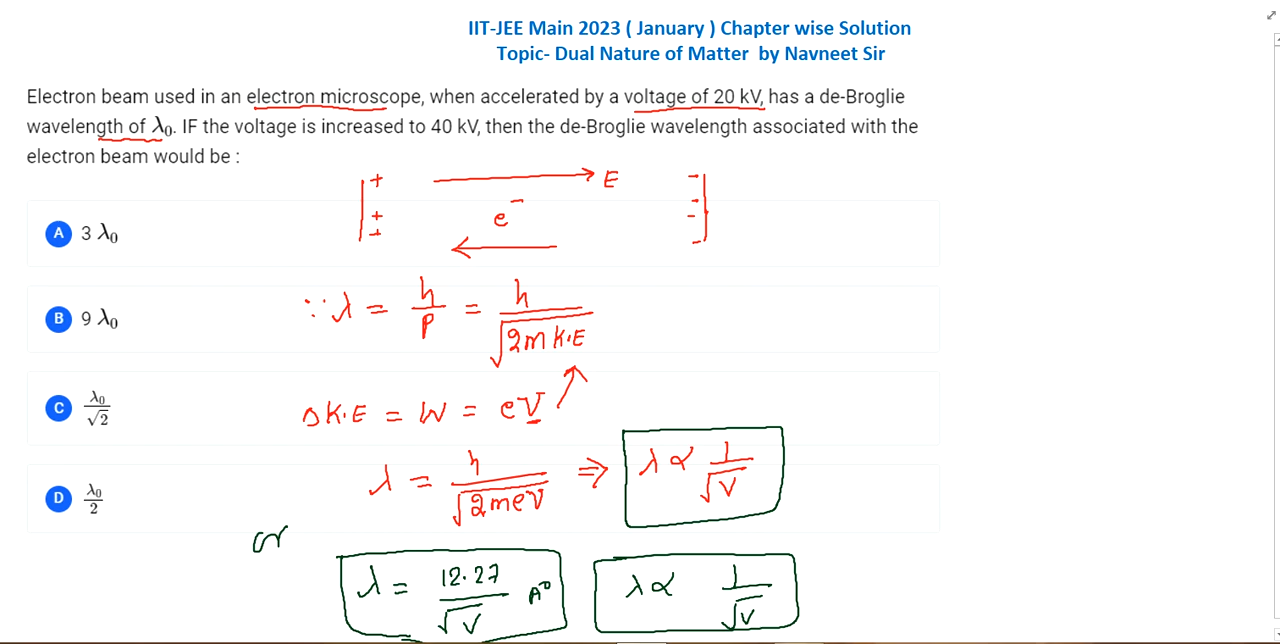 IIT-JEE Main 2023 ( January ) Chapter wise Solution
Topic- Dual Nature of Matter by Navneet Sir
Electron beam used in an electron microscope, when accelerated by a voltage of 20 kV, has a de-Broglie
wavelength of λ₀. IF the voltage is increased to 40 kV, then the de-Broglie wavelength associated with the
electron beam would be :
+ → E -
+ e⁻ -
+ ← -
A 3 λ₀
∵ λ = h/p = h/√(2m K.E)
B 9 λ₀
C λ₀/√2
ΔK.E = W = eV
λ = h/√(2meV) ⇒ λ ∝ 1/√V
D λ₀/2
or
λ = 12.27/√V A° λ ∝ 1/√V